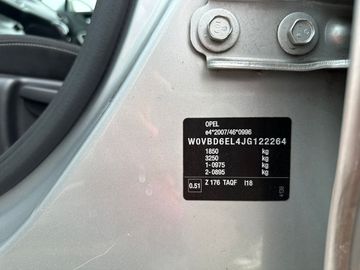 OPEL
e4*2007/46*0996
W0VBD6EL4JG122264
1850 kg
3250 kg
1-0975 kg
2-0895 kg
0.51 Z 176 TAQF I18